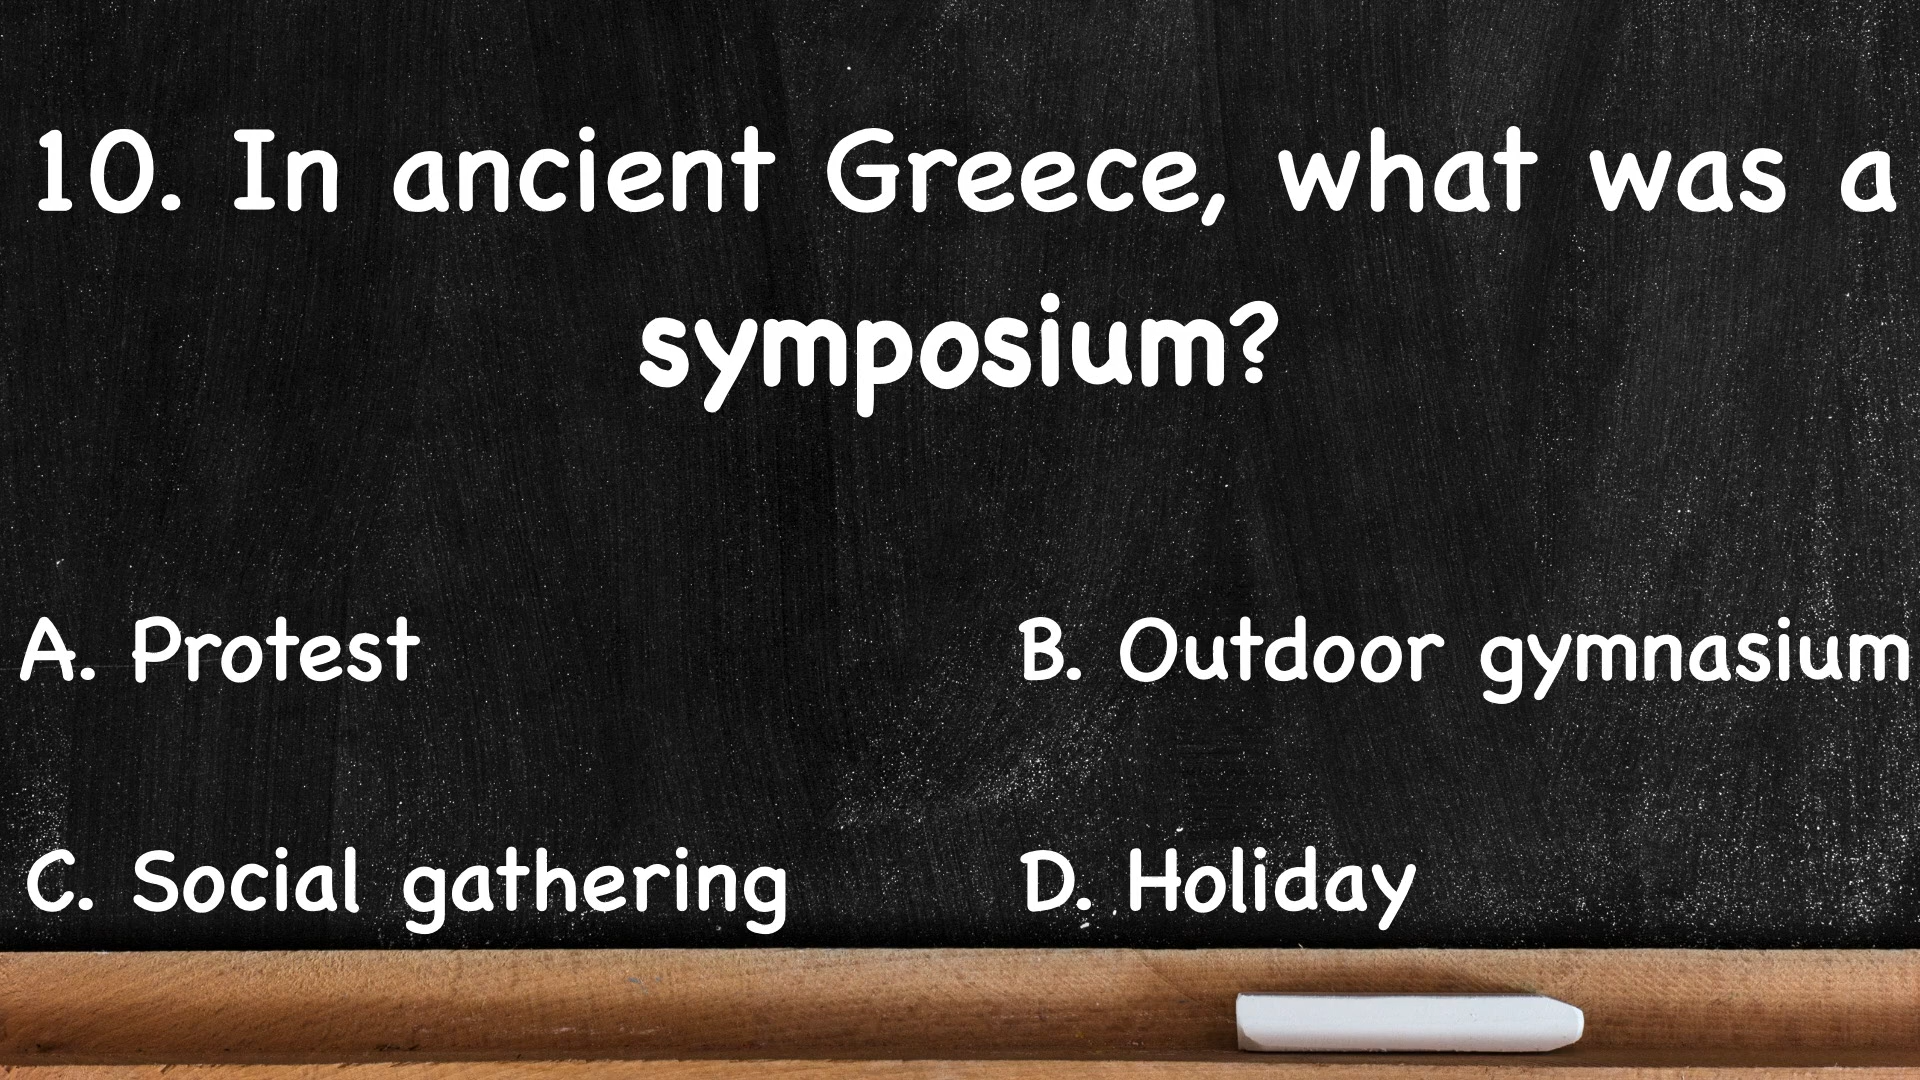 10. In ancient Greece, what was a
symposium?
A. Protest
B. Outdoor gymnasium
C. Social gathering
D. Holiday